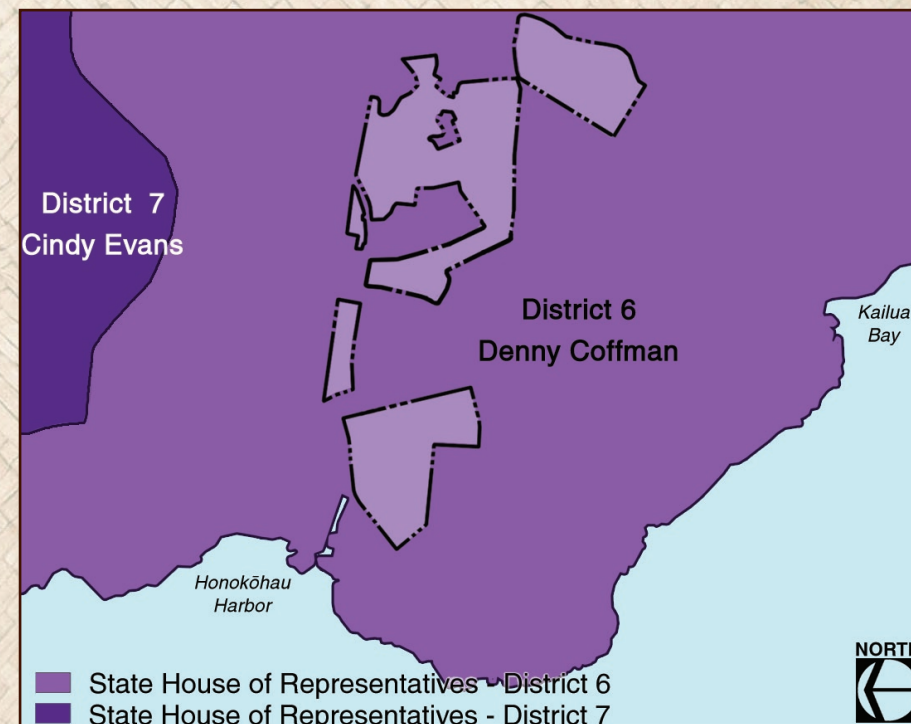 District 7
Cindy Evans
District 6
Denny Coffman
Kailua
Bay
Honokōhau
Harbor
NORTH
State House of Representatives - District 6
State House of Representatives - District 7